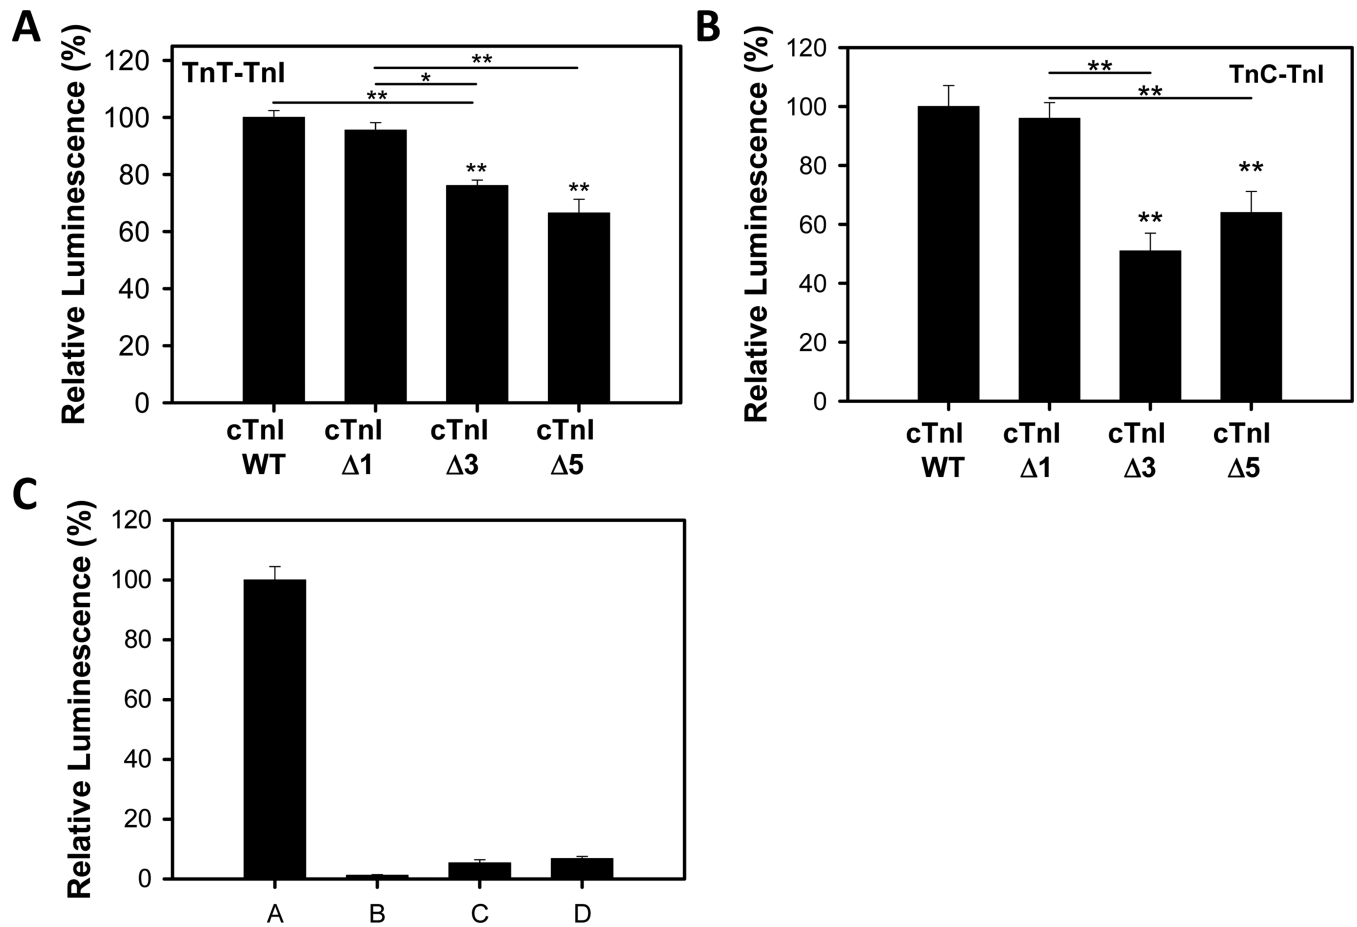 A
Relative Luminescence (%)
120
100
80
60
40
20
0
TnT-TnI
**
*
**
**
**
cTnI cTnI cTnI cTnI
WT Δ1 Δ3 Δ5
B
Relative Luminescence (%)
120
100
80
60
40
20
0
TnC-TnI
**
**
**
**
cTnI cTnI cTnI cTnI
WT Δ1 Δ3 Δ5
C
Relative Luminescence (%)
120
100
80
60
40
20
0
A B C D